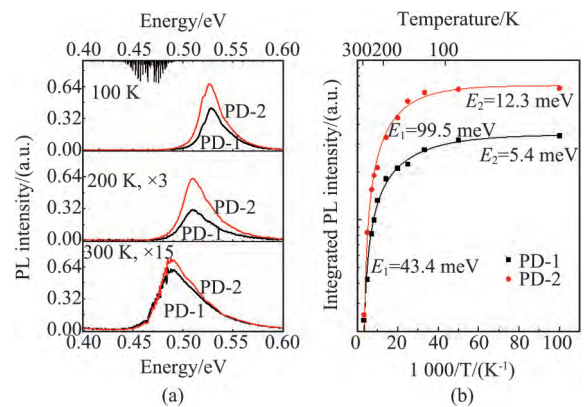 Energy/eV
0.40 0.45 0.50 0.55 0.60
PL intensity/(a.u.)
0.64
0.32
0.00
100 K
PD-2
PD-1
0.64
0.32
0.00
200 K, ×3
PD-2
PD-1
0.64
0.32
0.00
300 K, ×15
PD-2
PD-1
0.40 0.45 0.50 0.55 0.60
Energy/eV
(a)
Temperature/K
300 200 100
Integrated PL intensity/(a.u.)
E2=12.3 meV
E1=99.5 meV
E2=5.4 meV
E1=43.4 meV
PD-1
PD-2
0 20 40 60 80 100
1 000/T/(K-1)
(b)